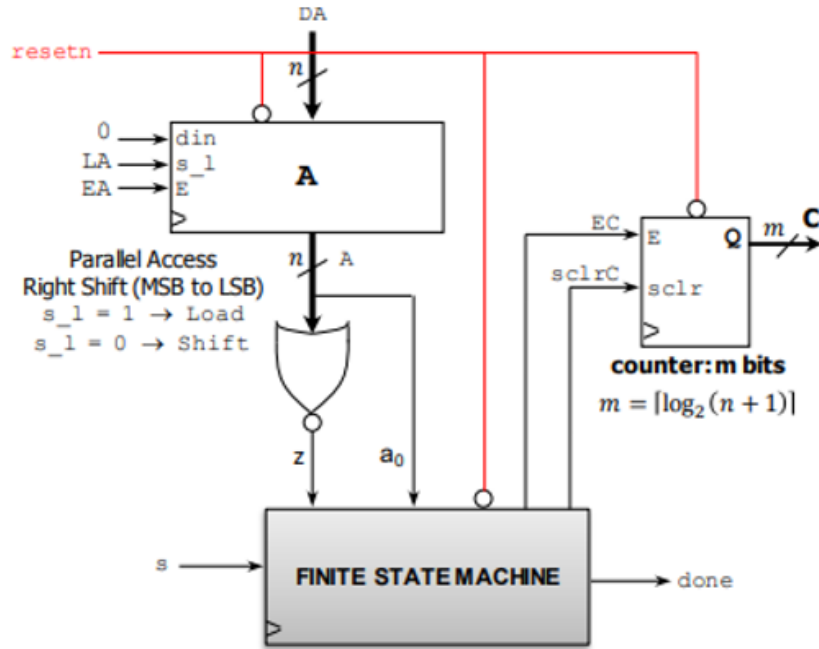 DA
resetn
n
0
din
LA
s_l
EA
E
A
Parallel Access
Right Shift (MSB to LSB)
s_l = 1 → Load
s_l = 0 → Shift
n
A
z
a₀
EC
E
Q
m
C
sclrC
sclr
counter: m bits
m = ⌈log₂(n + 1)⌉
s
FINITE STATE MACHINE
done